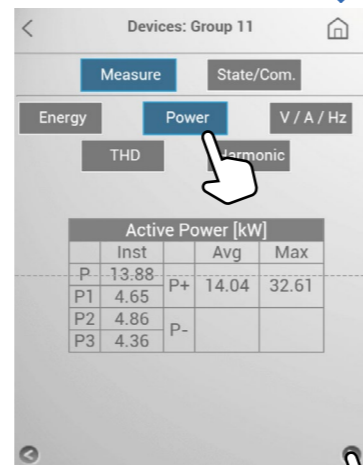 Devices: Group 11
Measure State/Com.
Energy Power V / A / Hz
THD Harmonic
Active Power [kW]
Inst Avg Max
P 13.88 P+ 14.04 32.61
P1 4.65
P2 4.86 P-
P3 4.36